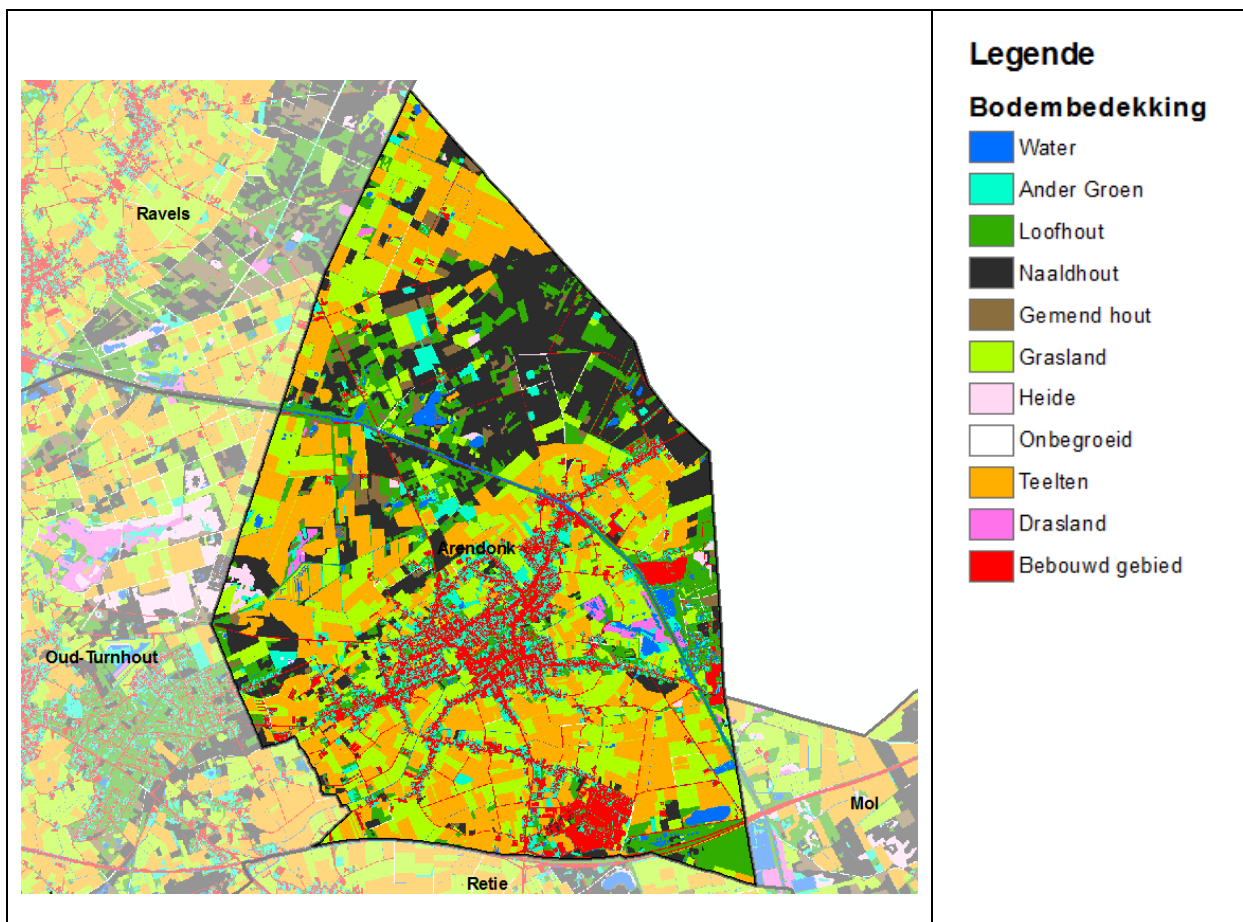 Legende
Bodembedekking
Water
Ander Groen
Loofhout
Naaldhout
Gemend hout
Grasland
Heide
Onbegroeid
Teelten
Drasland
Bebouwd gebied
Ravels
Arendonk
Oud-Turnhout
Mol
Retie